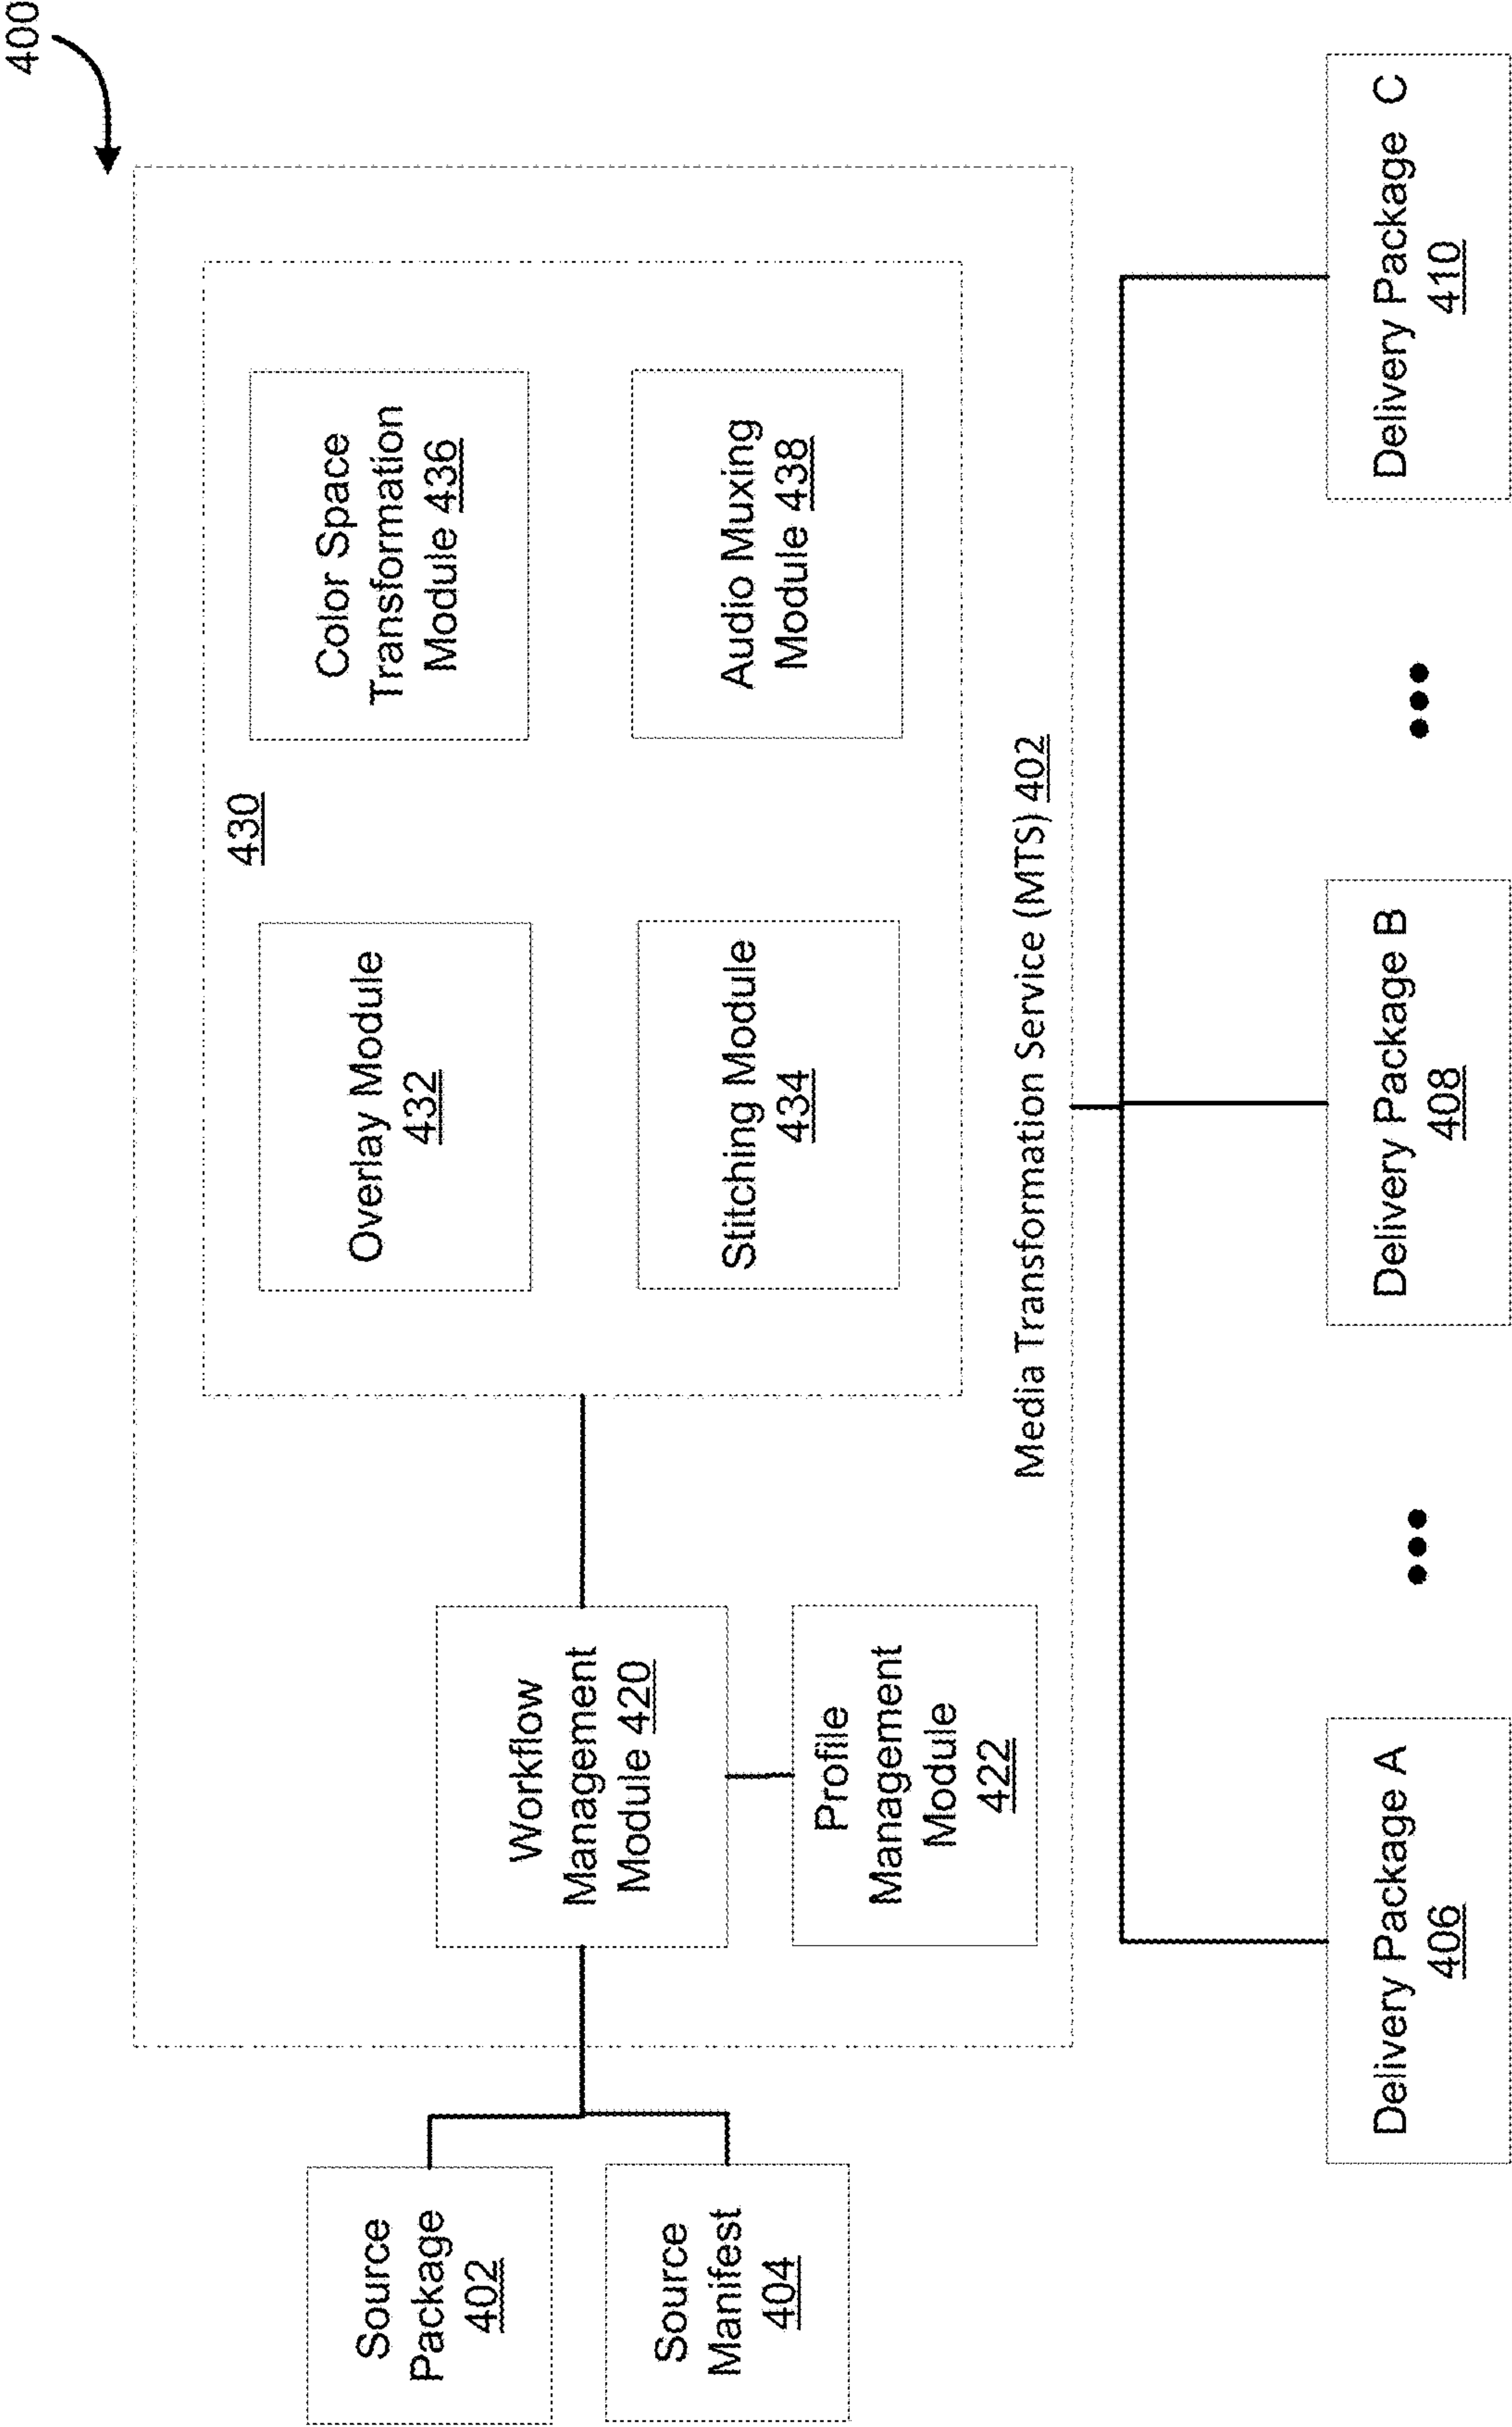 400
Source
Package
402
Source
Manifest
404
Workflow
Management
Module 420
Profile
Management
Module
422
430
Overlay Module
432
Stitching Module
434
Color Space
Transformation
Module 436
Audio Muxing
Module 438
Media Transformation Service (MTS) 402
Delivery Package A
406
Delivery Package B
408
Delivery Package C
410